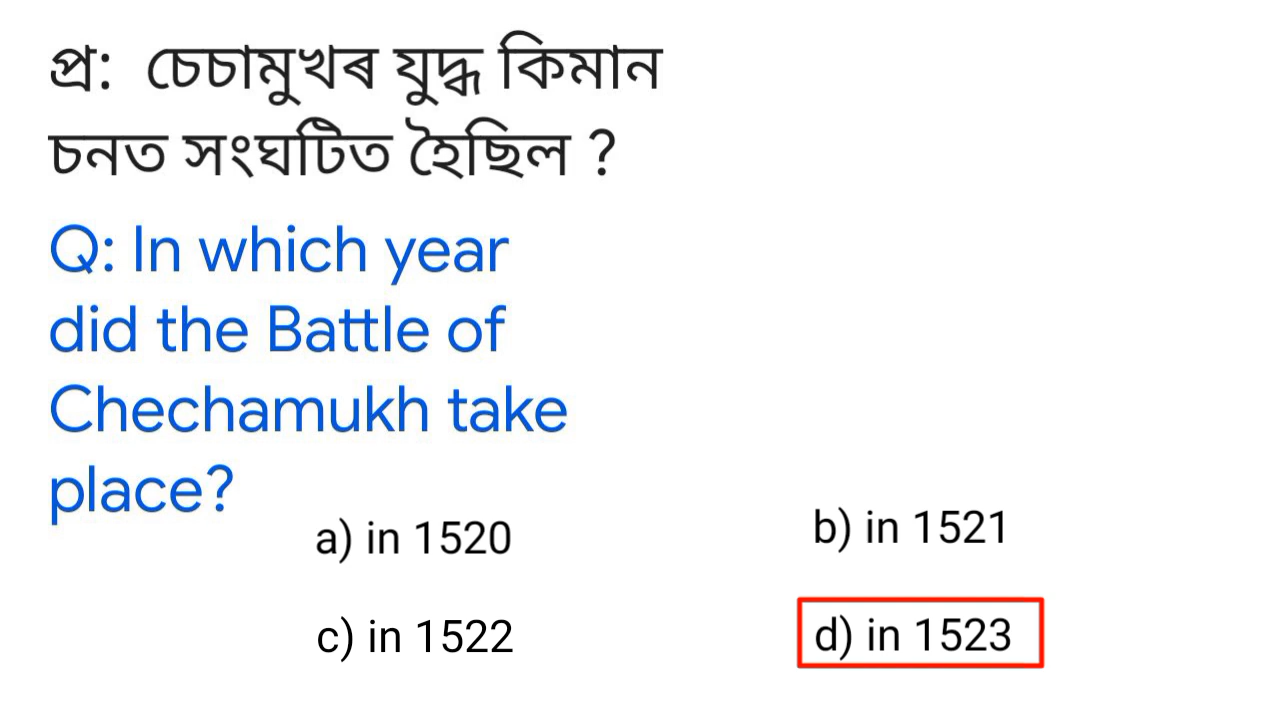 প্র: চেচামুখৰ যুদ্ধ কিমান
চনত সংঘটিত হৈছিল ?
Q: In which year
did the Battle of
Chechamukh take
place?
a) in 1520
b) in 1521
c) in 1522
d) in 1523